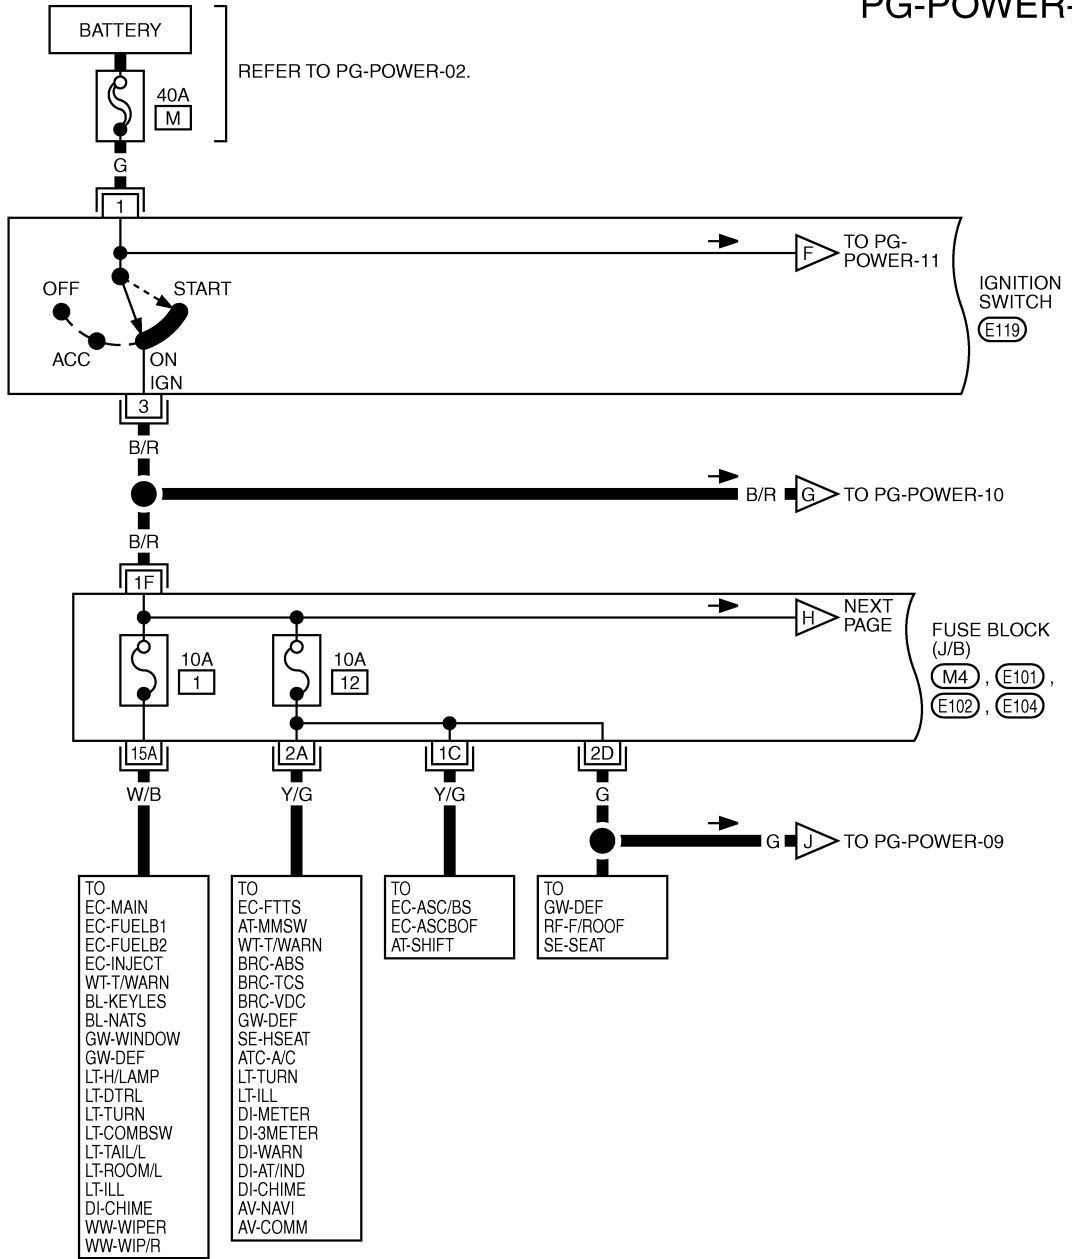 PG-POWER-
BATTERY
REFER TO PG-POWER-02.
40A
M
G
1
F
TO PG-
POWER-11
OFF
START
ACC
ON
IGN
IGNITION
SWITCH
E119
3
B/R
B/R
G
TO PG-POWER-10
B/R
1F
H
NEXT
PAGE
10A
1
10A
12
FUSE BLOCK
(J/B)
M4 , E101 ,
E102 , E104
15A
2A
1C
2D
W/B
Y/G
Y/G
G
G
J
TO PG-POWER-09
TO
EC-MAIN
EC-FUELB1
EC-FUELB2
EC-INJECT
WT-T/WARN
BL-KEYLES
BL-NATS
GW-WINDOW
GW-DEF
LT-H/LAMP
LT-DTRL
LT-TURN
LT-COMBSW
LT-TAIL/L
LT-ROOM/L
LT-ILL
DI-CHIME
WW-WIPER
WW-WIP/R
TO
EC-FTTS
AT-MMSW
WT-T/WARN
BRC-ABS
BRC-TCS
BRC-VDC
GW-DEF
SE-HSEAT
ATC-A/C
LT-TURN
LT-ILL
DI-METER
DI-3METER
DI-WARN
DI-AT/IND
DI-CHIME
AV-NAVI
AV-COMM
TO
EC-ASC/BS
EC-ASCBOF
AT-SHIFT
TO
GW-DEF
RF-F/ROOF
SE-SEAT